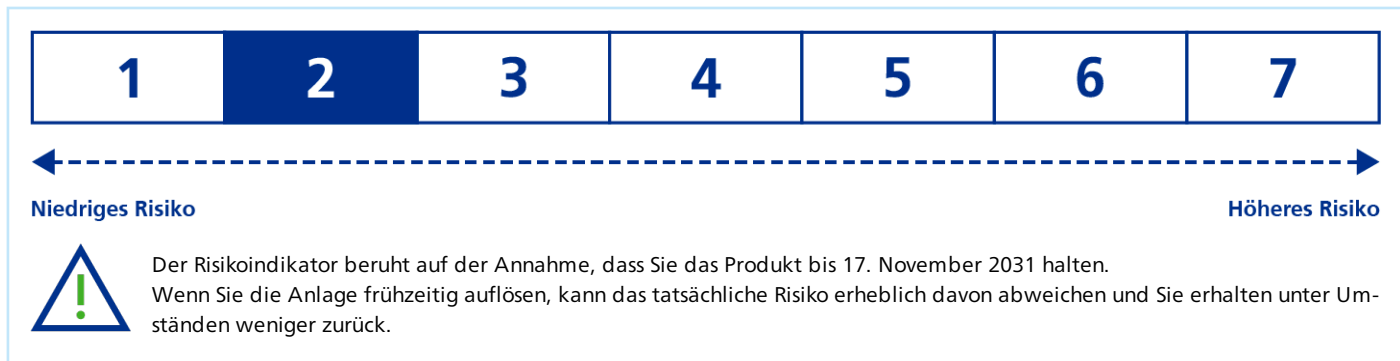 1 2 3 4 5 6 7
Niedriges Risiko Höheres Risiko
!
Der Risikoindikator beruht auf der Annahme, dass Sie das Produkt bis 17. November 2031 halten.
Wenn Sie die Anlage frühzeitig auflösen, kann das tatsächliche Risiko erheblich davon abweichen und Sie erhalten unter Um-
ständen weniger zurück.